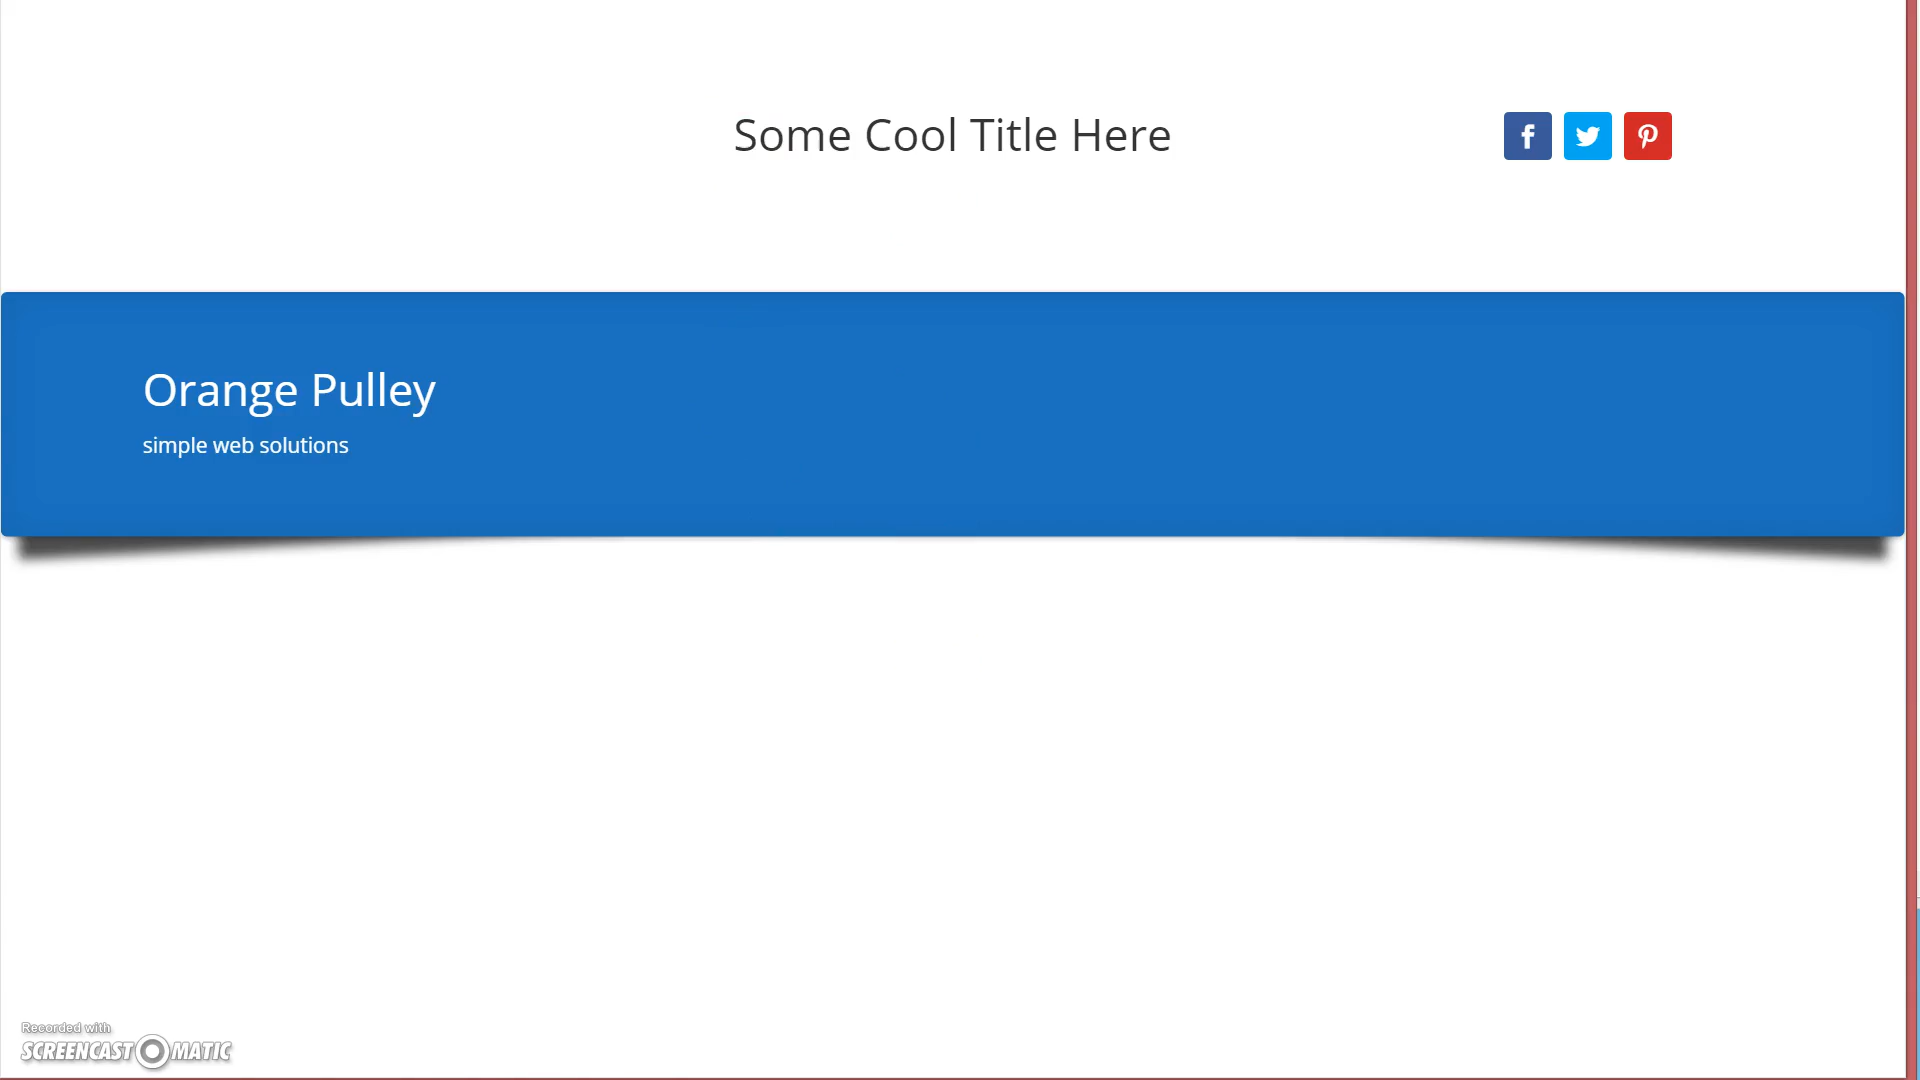 Some Cool Title Here
Orange Pulley
simple web solutions
Recorded with
SCREENCAST MATIC